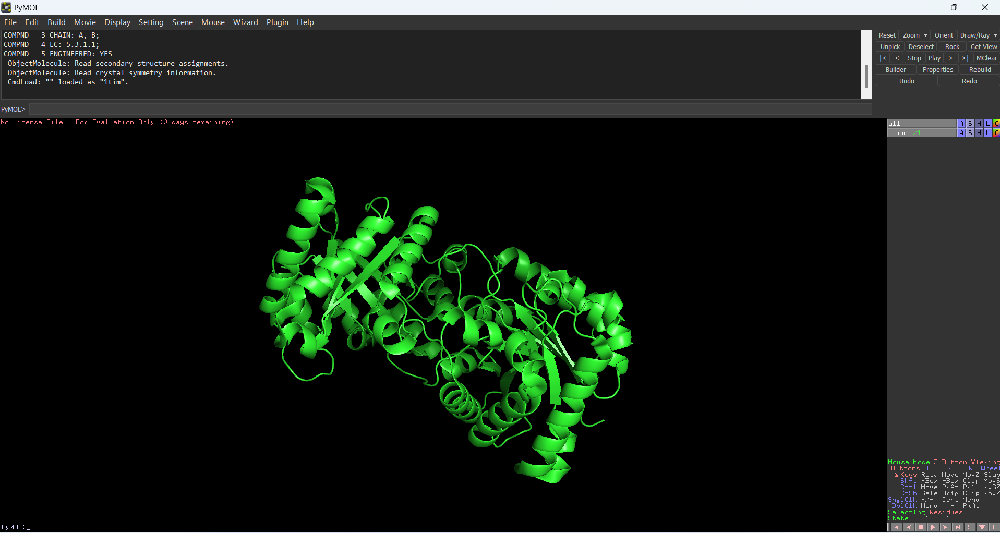 PyMOL
File Edit Build Movie Display Setting Scene Mouse Wizard Plugin Help
COMPND   3 CHAIN: A, B;
COMPND   4 EC: 5.3.1.1;
COMPND   5 ENGINEERED: YES
ObjectMolecule: Read secondary structure assignments.
ObjectMolecule: Read crystal symmetry information.
CmdLoad: "" loaded as "1tim".
PyMOL>
Reset Zoom Orient Draw/Ray
Unpick Deselect Rock Get View
|< < Stop Play > >| MClear
Builder Properties Rebuild
Undo Redo
No License File - For Evaluation Only (0 days remaining)
all A S H L C
1tim 1/1 A S H L C
Mouse Mode 3-Button Viewing
Buttons L M R Wheel
& Keys Rota Move MovZ Slab
Shft +Box -Box Clip MovS
Ctrl Move PkAt Pk1 MvSZ
CtSh Sele Orig Clip MovZ
SnglClk +/- Cent Menu
DblClk Menu - PkAt
Selecting Residues
State 1/ 1
PyMOL>_
S F